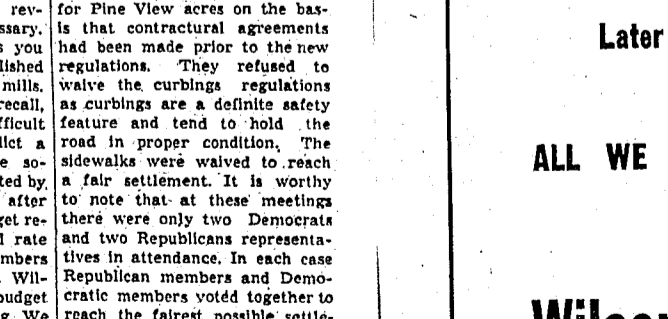 rev-
ssary.
s you
lished
mills.
recall,
fficult
lict a
e so-
ted by
after
get re-
l rate
mbers
Wil-
budget
g. We
for Pine View acres on the bas-
is that contractural agreements
had been made prior to the new
regulations. They refused to
waive the curbings regulations
as curbings are a definite safety
feature and tend to hold the
road in proper condition. The
sidewalks were waived to reach
a fair settlement. It is worthy
to note that at these meetings
there were only two Democrats
and two Republicans representa-
tives in attendance. In each case
Republican members and Demo-
cratic members voted together to
reach the fairest possible settle-
Later
ALL WE